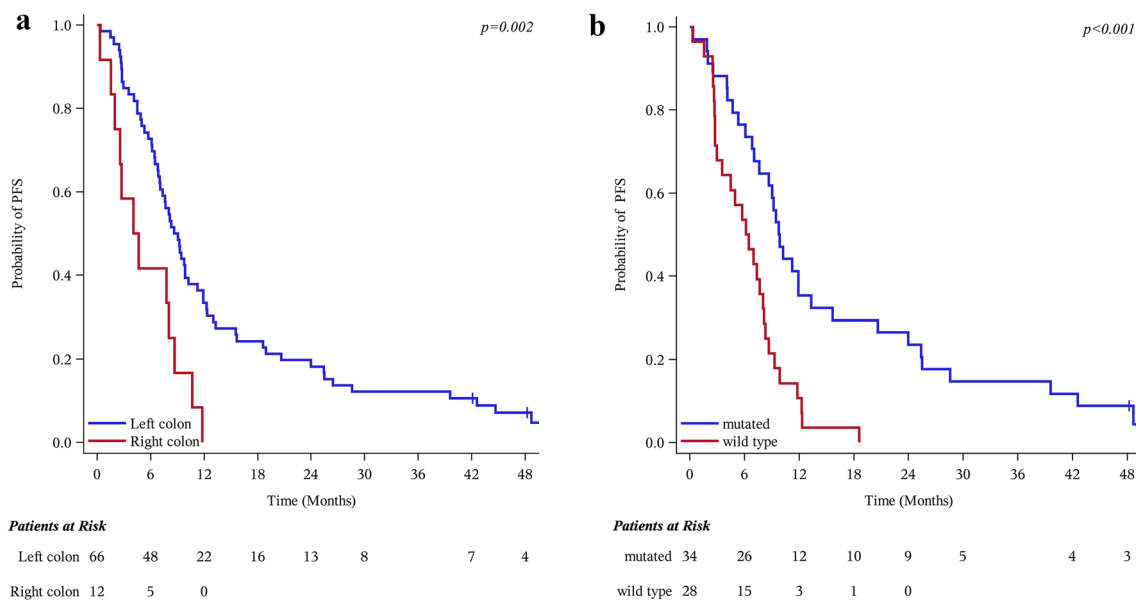 a
p=0.002
1.0
0.8
0.6
0.4
0.2
0.0
Probability of PFS
Left colon
Right colon
0 6 12 18 24 30 36 42 48
Time (Months)
Patients at Risk
Left colon 66 48 22 16 13 8 7 4
Right colon 12 5 0
b
p<0.001
1.0
0.8
0.6
0.4
0.2
0.0
Probability of PFS
mutated
wild type
0 6 12 18 24 30 36 42 48
Time (Months)
Patients at Risk
mutated 34 26 12 10 9 5 4 3
wild type 28 15 3 1 0